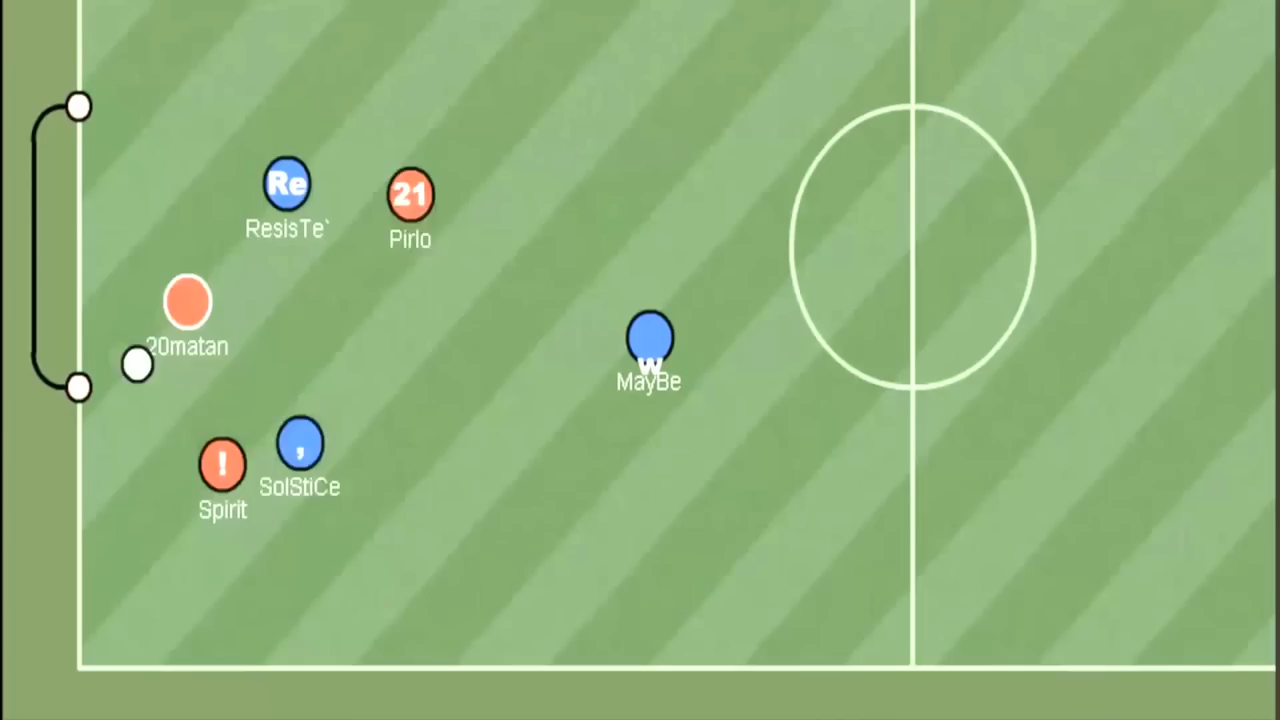 Re
ResisTe`
21
Pirlo
20matan
w
MayBe
!
Spirit
,
SolStiCe